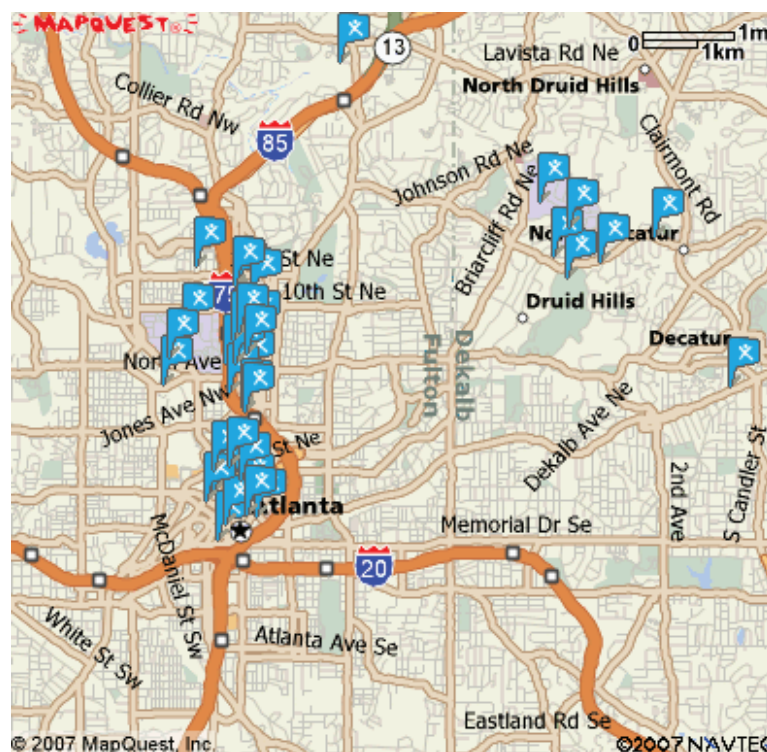 MAPQUEST
13
Lavista Rd Ne
0 1m
1km
North Druid Hills
Collier Rd Nw
85
Clairmont Rd
Johnson Rd Ne
Briarcliff Rd Ne
St Ne
10th St Ne
Druid Hills
Decatur
Fulton
Dekalb
North Ave
Jones Ave Nw
St Ne
Dekalb Ave Ne
2nd Ave
S Candler St
Atlanta
Memorial Dr Se
McDaniel St Sw
20
White St Sw
Atlanta Ave Se
Eastland Rd Se
© 2007 MapQuest, Inc.
©2007 NAVTEQ